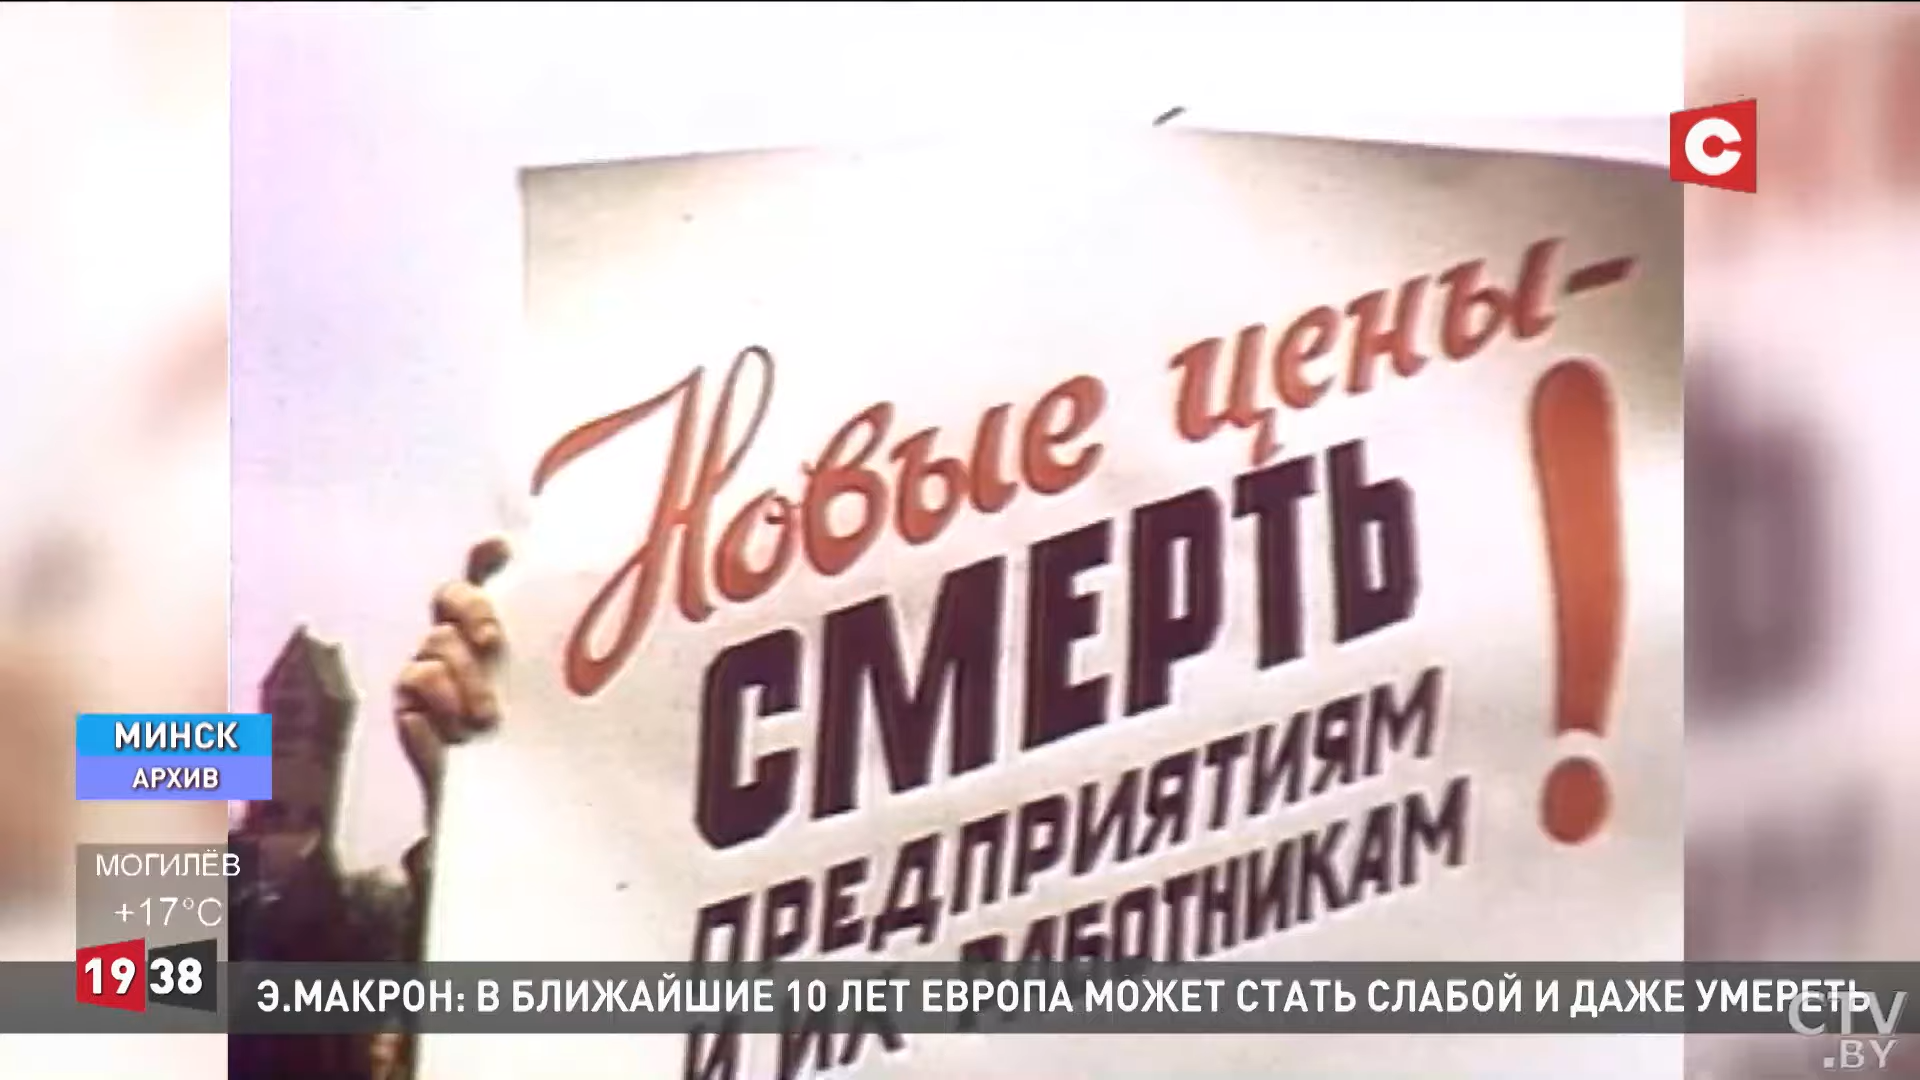 С
Новые цены-
СМЕРТЬ
ПРЕДПРИЯТИЯМ
И ИХ РАБОТНИКАМ
!
МИНСК
АРХИВ
МОГИЛЁВ
+17°C
19 38
Э.МАКРОН: В БЛИЖАЙШИЕ 10 ЛЕТ ЕВРОПА МОЖЕТ СТАТЬ СЛАБОЙ И ДАЖЕ УМЕРЕТЬ
CTV
.BY